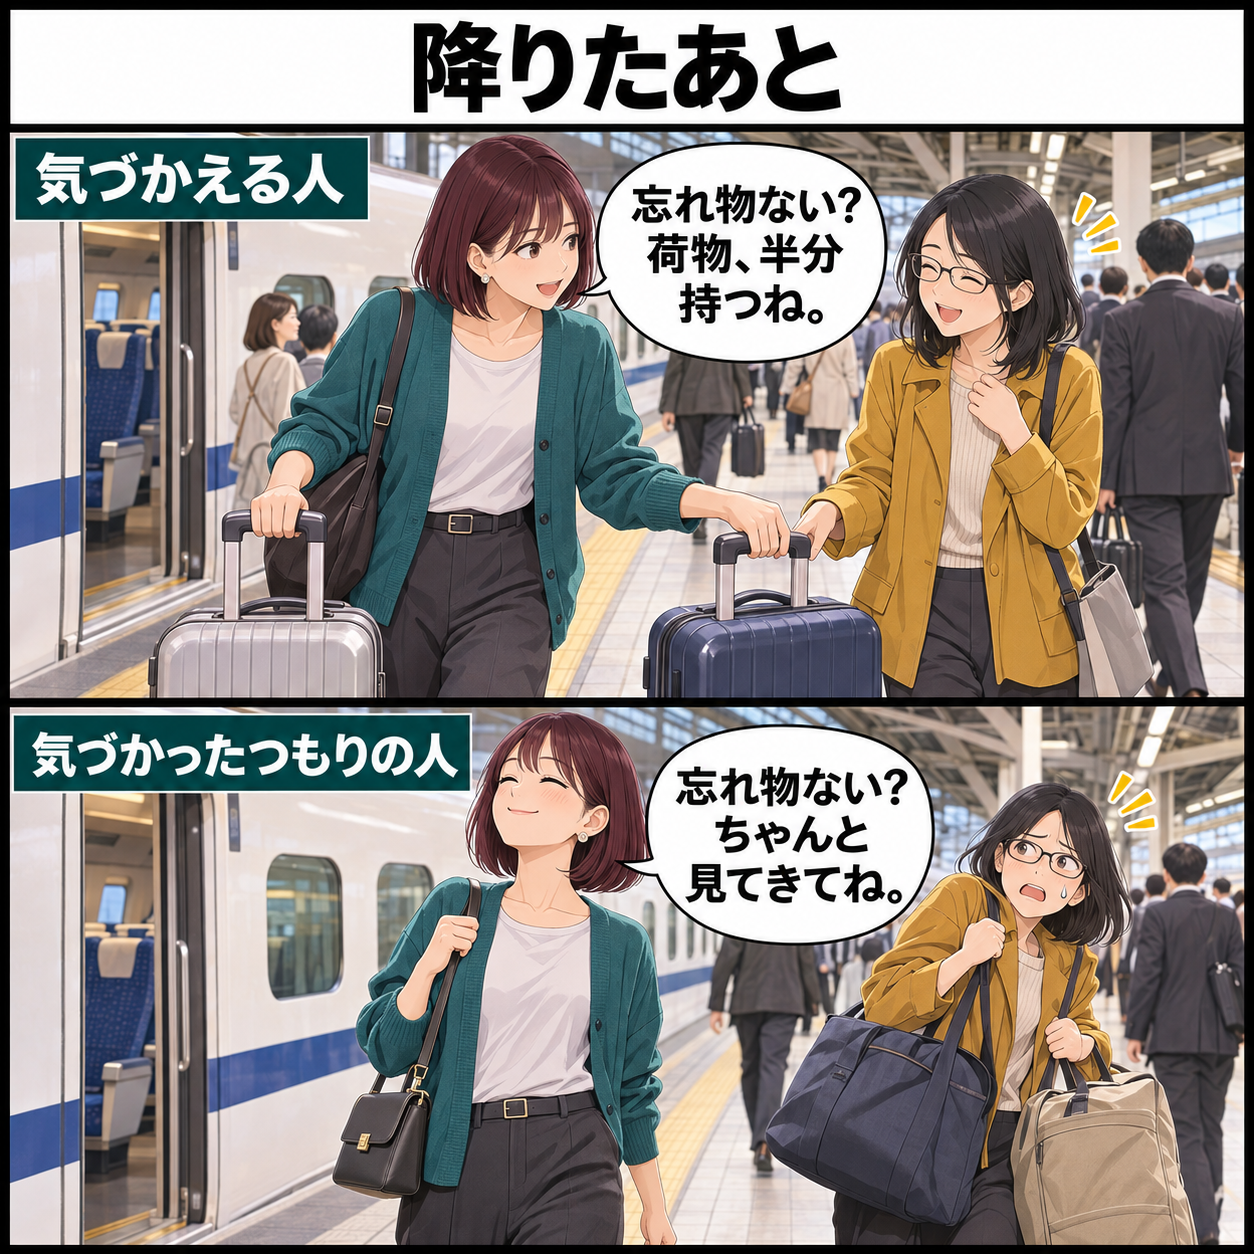 降りたあと
気づかえる人
忘れ物ない?
荷物、半分
持つね。
気づかったつもりの人
忘れ物ない?
ちゃんと
見てきてね。